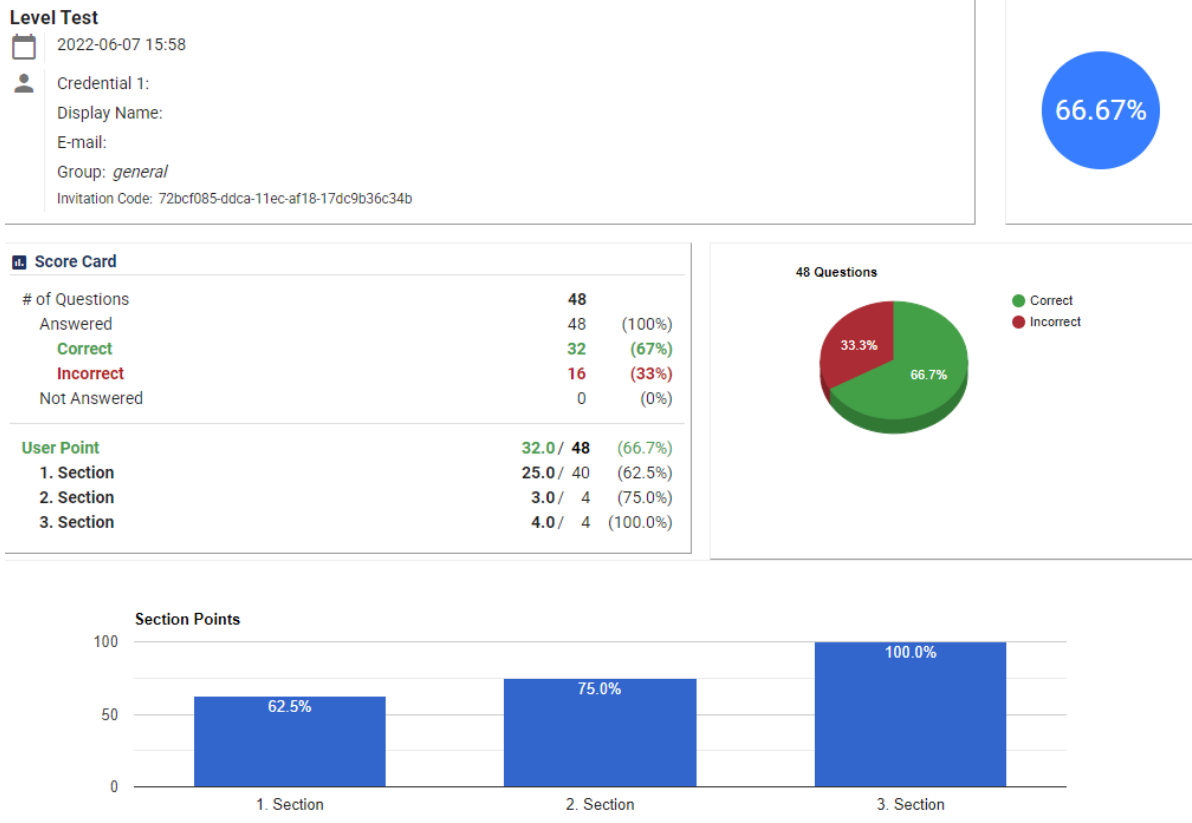 Level Test
2022-06-07 15:58
Credential 1:
Display Name:
E-mail:
Group: general
Invitation Code: 72bcf085-ddca-11ec-af18-17dc9b36c34b
66.67%
Score Card
# of Questions 48
Answered 48 (100%)
Correct 32 (67%)
Incorrect 16 (33%)
Not Answered 0 (0%)
User Point 32.0 / 48 (66.7%)
1. Section 25.0 / 40 (62.5%)
2. Section 3.0 / 4 (75.0%)
3. Section 4.0 / 4 (100.0%)
48 Questions
Correct
Incorrect
33.3%
66.7%
Section Points
100
50
0
62.5%
75.0%
100.0%
1. Section
2. Section
3. Section